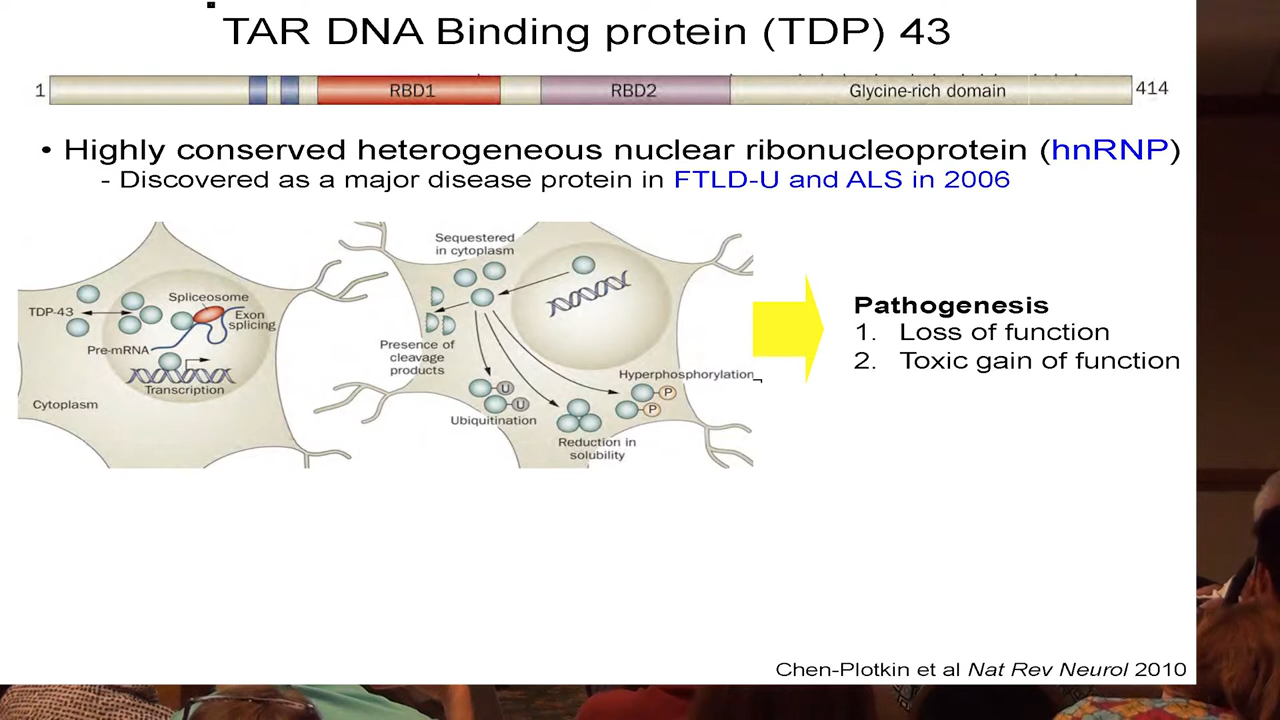 TAR DNA Binding protein (TDP) 43
1 RBD1 RBD2 Glycine-rich domain 414
• Highly conserved heterogeneous nuclear ribonucleoprotein (hnRNP)
- Discovered as a major disease protein in FTLD-U and ALS in 2006
TDP-43
Spliceosome
Exon
splicing
Pre-mRNA
Transcription
Cytoplasm
Sequestered
in cytoplasm
Presence of
cleavage
products
U
U
Ubiquitination
Reduction in
solubility
Hyperphosphorylation
P
P
Pathogenesis
1. Loss of function
2. Toxic gain of function
Chen-Plotkin et al Nat Rev Neurol 2010